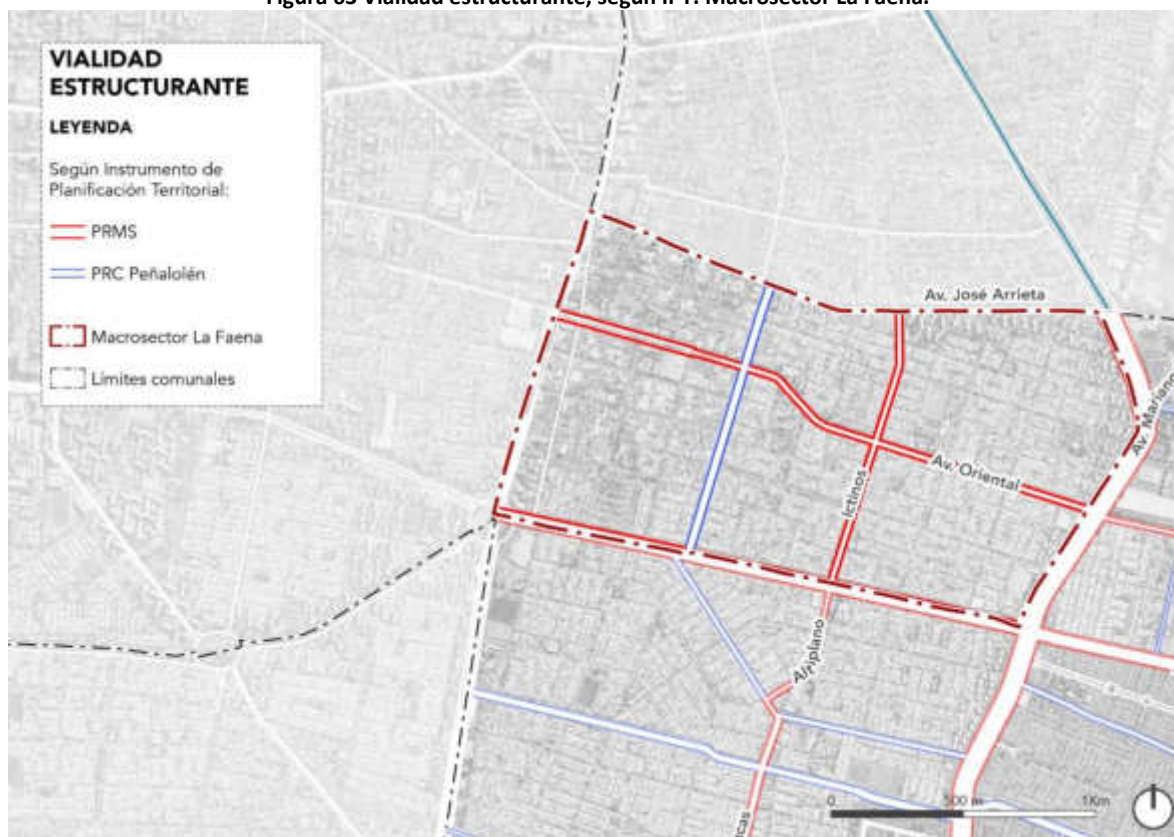 Figura 63 Vialidad estructurante, según IPT. Macrosector La Faena.
VIALIDAD
ESTRUCTURANTE
LEYENDA
Según Instrumento de
Planificación Territorial:
PRMS
PRC Peñalolén
Macrosector La Faena
Límites comunales
Av. José Arrieta
Av. Mariano
Av. Oriental
Ictinos
Altiplano
0
500 m
1Km